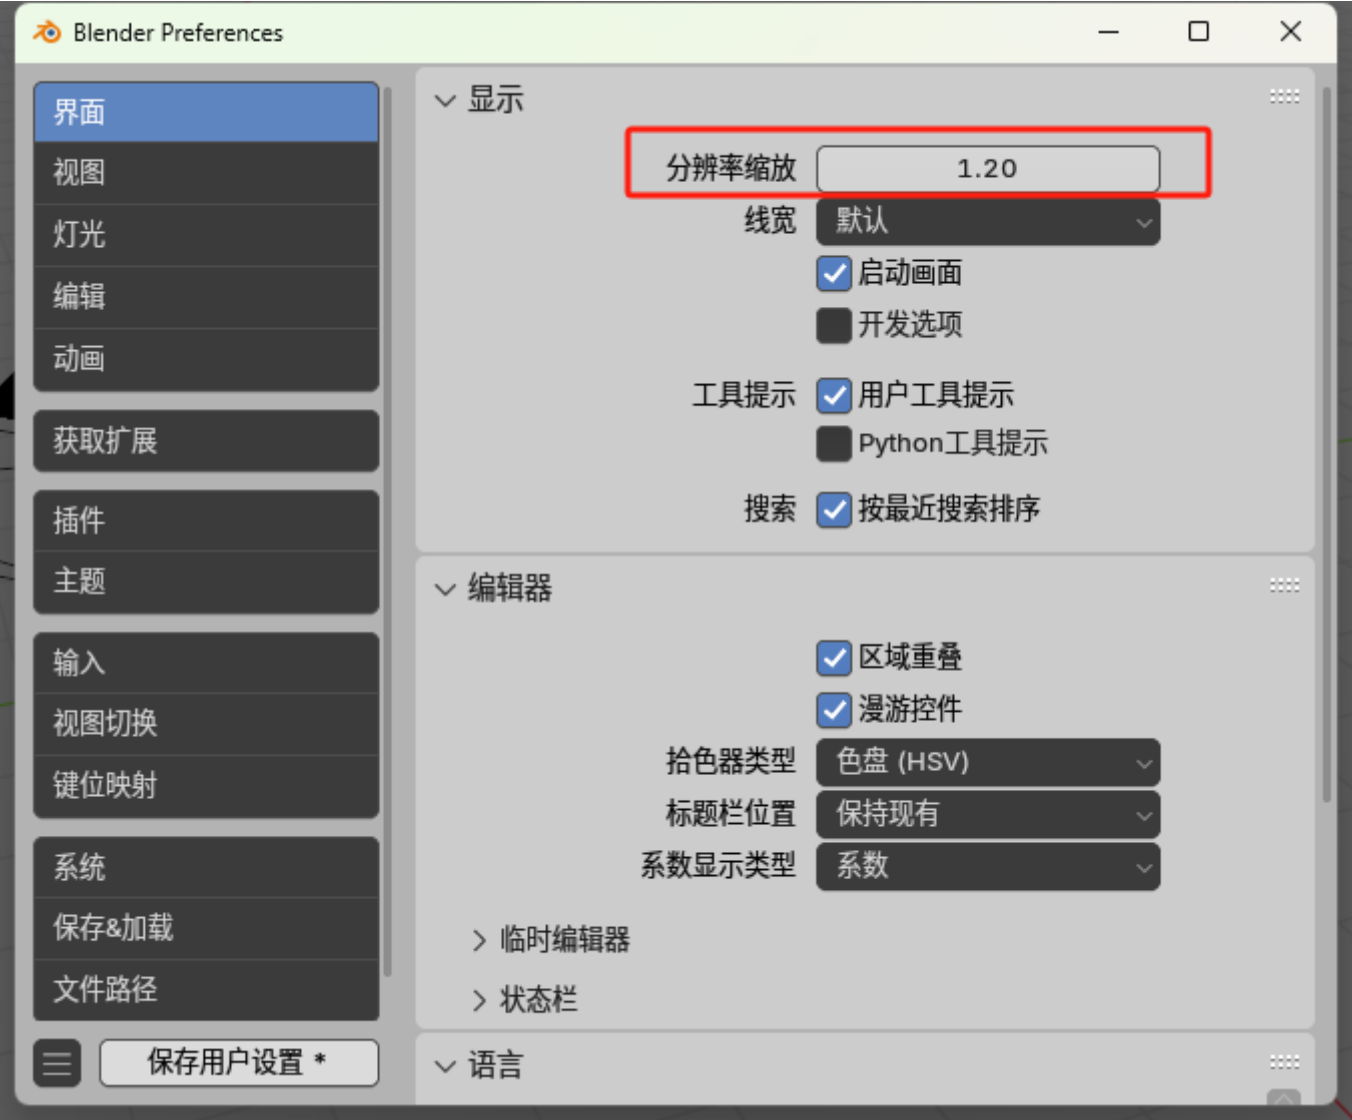 Blender Preferences
界面
视图
灯光
编辑
动画
获取扩展
插件
主题
输入
视图切换
键位映射
系统
保存&加载
文件路径
保存用户设置 *
显示
分辨率缩放 1.20
线宽 默认
启动画面
开发选项
工具提示 用户工具提示
Python工具提示
搜索 按最近搜索排序
编辑器
区域重叠
漫游控件
拾色器类型 色盘 (HSV)
标题栏位置 保持现有
系数显示类型 系数
临时编辑器
状态栏
语言